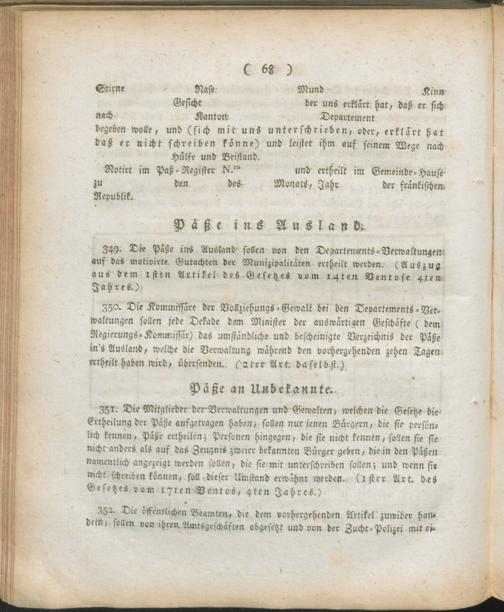 ( 68 )
Stirne Nase Mund Kinn
Gesicht der uns erklärt hat, daß er sich
nach Kanton Departement
begeben wolle, und (sich mit uns unterschrieben, oder, erklärt hat
daß er nicht schreiben könne) und leistet ihm auf seinem Wege nach
Hülfe und Beistand.
Notirt im Paß-Register N.ro und ertheilt im Gemeinde-Hause
zu den des Monats, Jahr der fränkischen
Republik.
Päße ins Ausland.
349. Die Päße ins Ausland sollen von den Departements-Verwaltungen
auf das motivirte Gutachten der Munizipalitäten ertheilt werden. (Auszug
aus dem 1sten Artikel des Gesetzes vom 14ten Ventose 4ten
Jahres.)
350. Die Kommissäre der Vollziehungs-Gewalt bei den Departements-Ver-
waltungen sollen jede Dekade dem Minister der auswärtigen Geschäfte (dem
Regierungs-Kommissär) das umständliche und bescheinigte Verzeichnis der Päße
in's Ausland, welche die Verwaltung während den vorhergehenden zehen Tagen
ertheilt haben wird, übersenden. (2ter Art. daselbst.)
Päße an Unbekannte.
351. Die Mitglieder der Verwaltungen und Gewalten, welchen die Gesetze die
Ertheilung der Päße aufgetragen haben, sollen nur jenen Bürgern, die sie persön-
lich kennen, Päße ertheilen; Personen hingegen, die sie nicht kennen, sollen sie sie
nicht anders als auf das Zeugnis zweier bekannten Bürger geben, die in den Päßen
namentlich angezeigt werden sollen, die sie mit unterschreiben sollen; und wenn sie
nicht schreiben können, soll dieser Umstand erwähnt werden. (1ster Art. des
Gesetzes vom 17ten Ventos, 4ten Jahres.)
352. Die öffentlichen Beamten, die dem vorhergehenden Artikel zuwider han-
deln, sollen von ihren Amtsgeschäften abgesetzt und von der Zucht-Polizei mit ei-